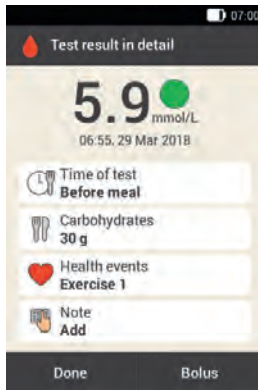 07:00
Test result in detail
5.9
mmol/L
06:55, 29 Mar 2018
Time of test
Before meal
Carbohydrates
30 g
Health events
Exercise 1
Note
Add
Done Bolus